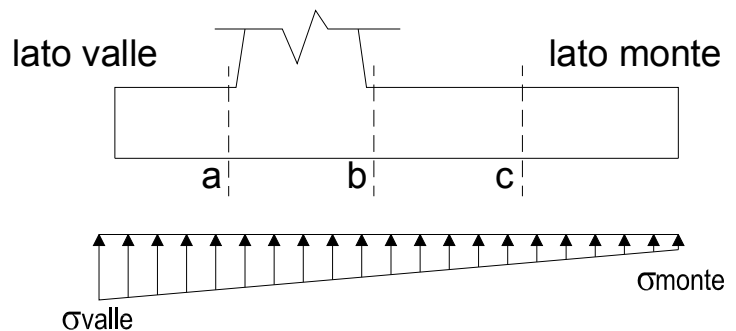 lato valle
lato monte
a
b
c
σmonte
σvalle